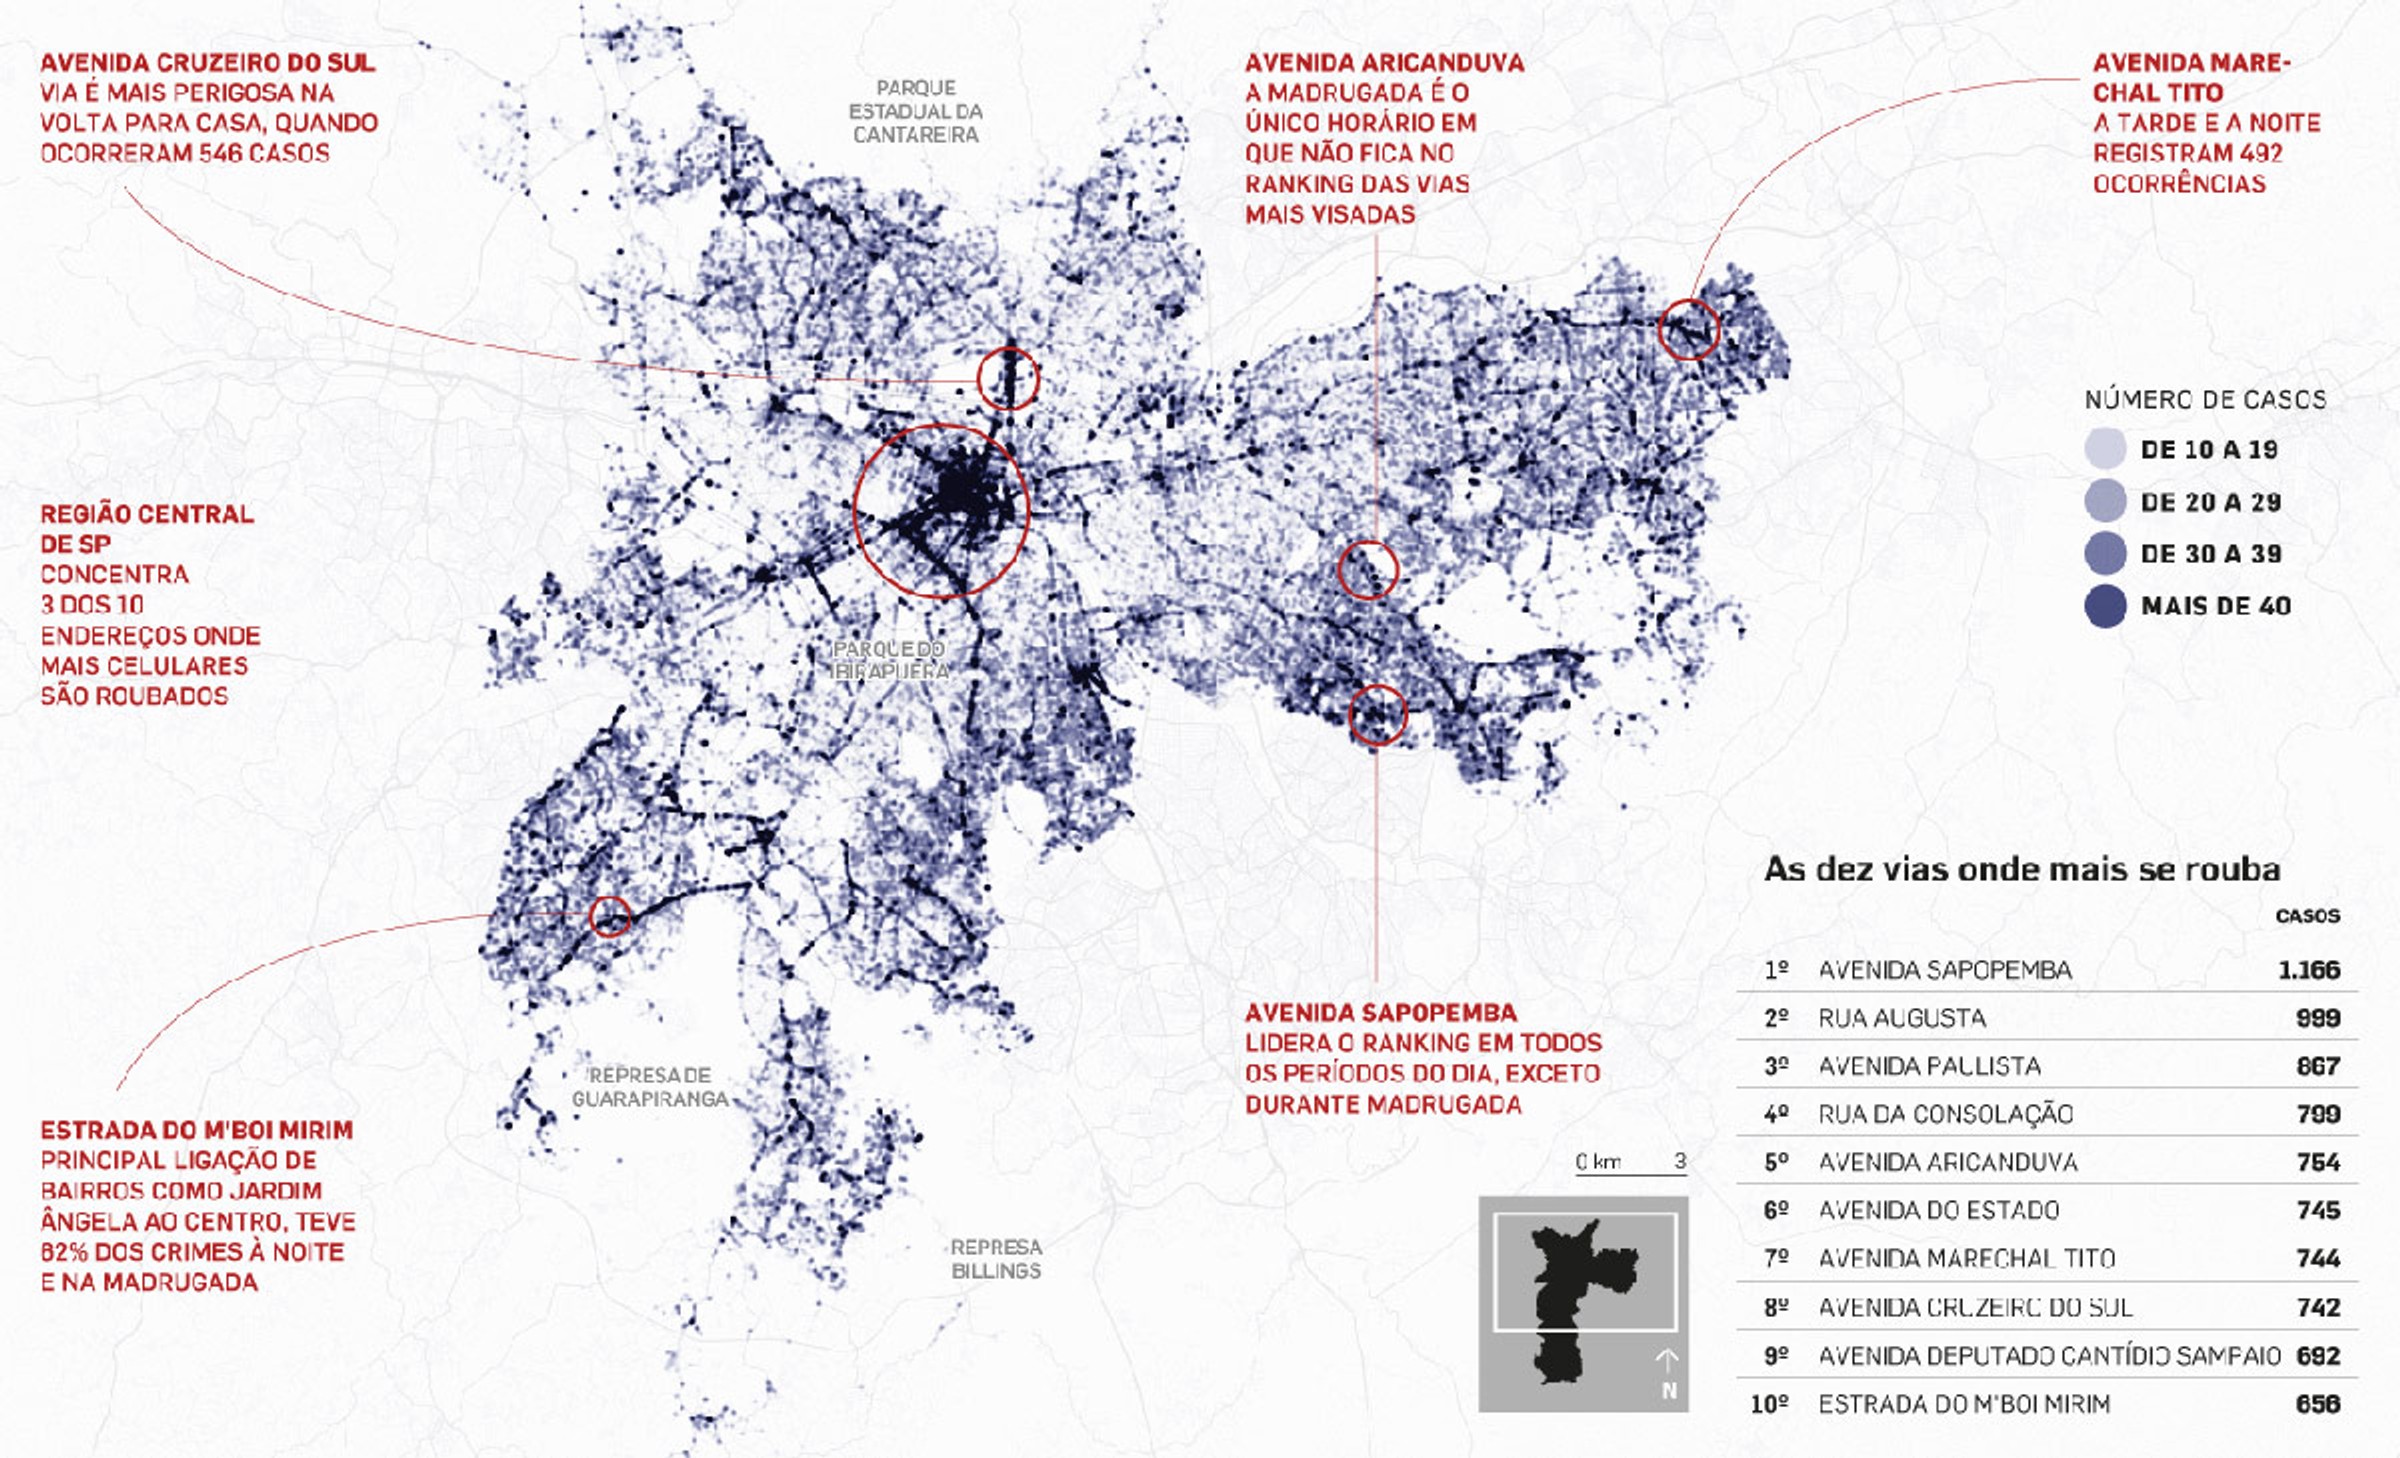 AVENIDA CRUZEIRO DO SUL
VIA É MAIS PERIGOSA NA
VOLTA PARA CASA, QUANDO
OCORRERAM 546 CASOS
PARQUE
ESTADUAL DA
CANTAREIRA
AVENIDA ARICANDUVA
A MADRUGADA É O
ÚNICO HORÁRIO EM
QUE NÃO FICA NO
RANKING DAS VIAS
MAIS VISADAS
AVENIDA MARE-
CHAL TITO
A TARDE E A NOITE
REGISTRAM 492
OCORRÊNCIAS
NÚMERO DE CASOS
DE 10 A 19
DE 20 A 29
DE 30 A 39
MAIS DE 40
REGIÃO CENTRAL
DE SP
CONCENTRA
3 DOS 10
ENDEREÇOS ONDE
MAIS CELULARES
SÃO ROUBADOS
PARQUE DO
IBIRAPUERA
REPRESA DE
GUARAPIRANGA
ESTRADA DO M'BOI MIRIM
PRINCIPAL LIGAÇÃO DE
BAIRROS COMO JARDIM
ÂNGELA AO CENTRO, TEVE
62% DOS CRIMES À NOITE
E NA MADRUGADA
REPRESA
BILLINGS
AVENIDA SAPOPEMBA
LIDERA O RANKING EM TODOS
OS PERÍODOS DO DIA, EXCETO
DURANTE MADRUGADA
0 km 3
N
As dez vias onde mais se rouba
CASOS
1º AVENIDA SAPOPEMBA 1.166
2º RUA AUGUSTA 999
3º AVENIDA PAULISTA 867
4º RUA DA CONSOLAÇÃO 799
5º AVENIDA ARICANDUVA 754
6º AVENIDA DO ESTADO 745
7º AVENIDA MARECHAL TITO 744
8º AVENIDA CRUZEIRO DO SUL 742
9º AVENIDA DEPUTADO CANTÍDIO SAMPAIO 692
10º ESTRADA DO M'BOI MIRIM 656